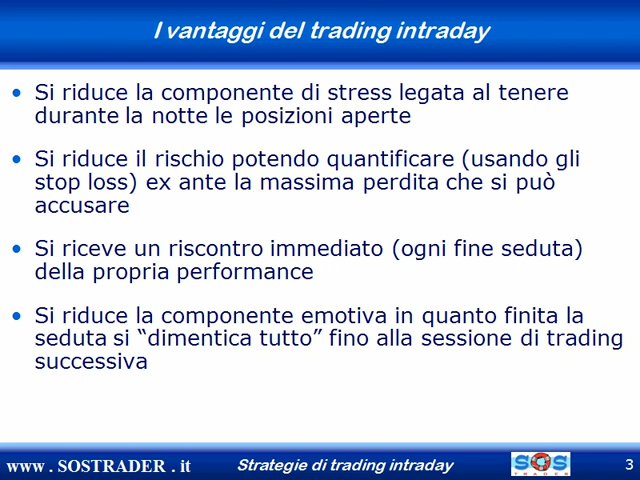 I vantaggi del trading intraday
• Si riduce la componente di stress legata al tenere
durante la notte le posizioni aperte
• Si riduce il rischio potendo quantificare (usando gli
stop loss) ex ante la massima perdita che si può
accusare
• Si riceve un riscontro immediato (ogni fine seduta)
della propria performance
• Si riduce la componente emotiva in quanto finita la
seduta si “dimentica tutto” fino alla sessione di trading
successiva
www . SOSTRADER . it
Strategie di trading intraday
SOS
TRADER
3